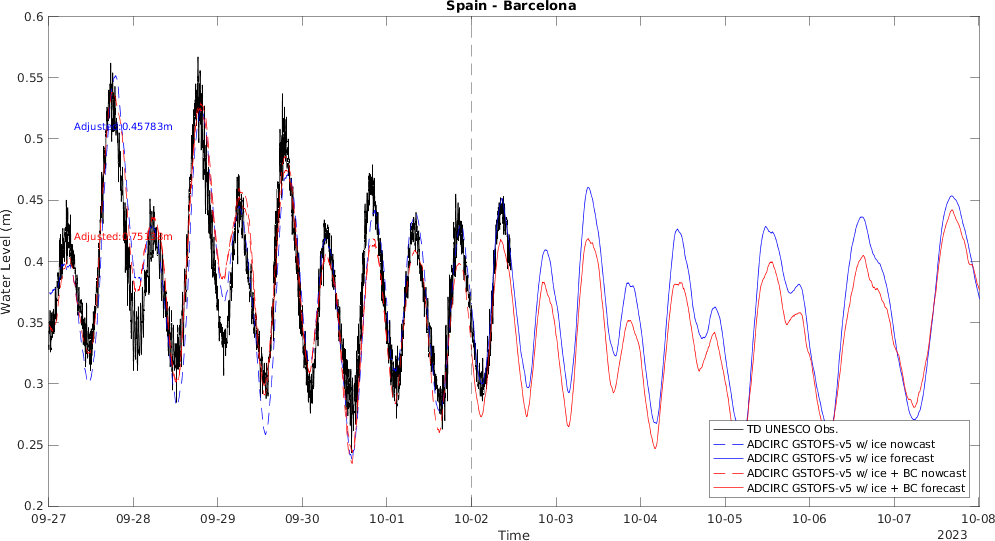 Spain - Barcelona
Water Level (m)
0.6
0.55
0.5
0.45
0.4
0.35
0.3
0.25
0.2
Adjusted:0.45783m
TD UNESCO Obs.
ADCIRC GSTOFS-v5 w/ ice nowcast
ADCIRC GSTOFS-v5 w/ ice forecast
ADCIRC GSTOFS-v5 w/ ice + BC nowcast
ADCIRC GSTOFS-v5 w/ ice + BC forecast
09-27 09-28 09-29 09-30 10-01 10-02 10-03 10-04 10-05 10-06 10-07 10-08
Time
2023